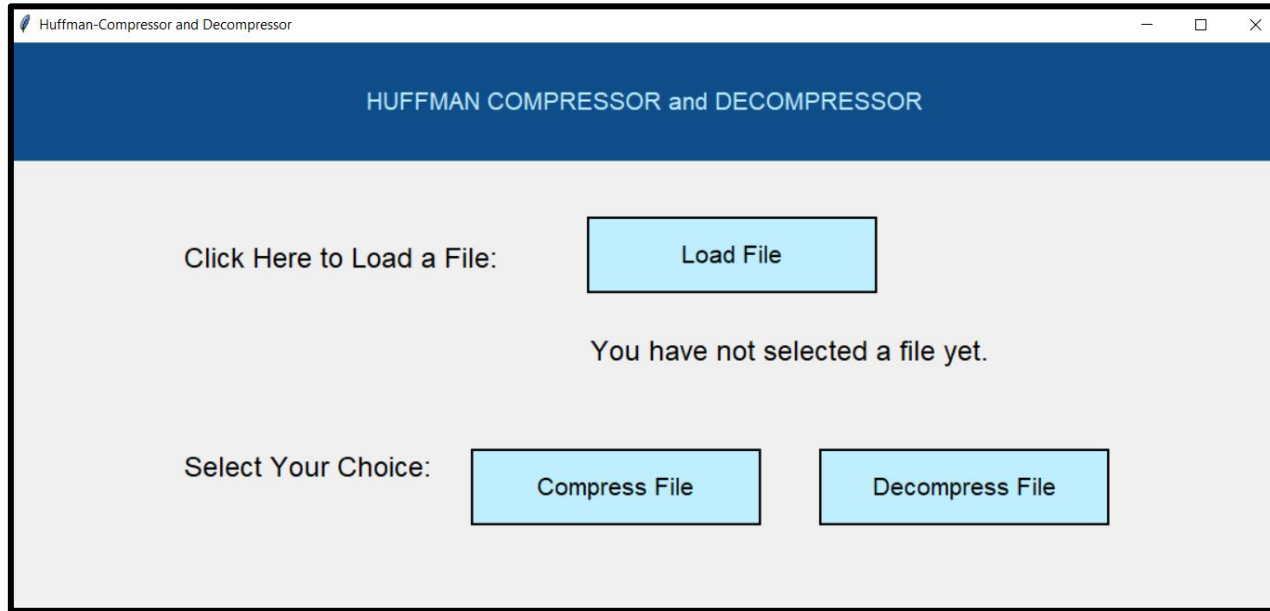 Huffman-Compressor and Decompressor
HUFFMAN COMPRESSOR and DECOMPRESSOR
Click Here to Load a File:
Load File
You have not selected a file yet.
Select Your Choice:
Compress File
Decompress File